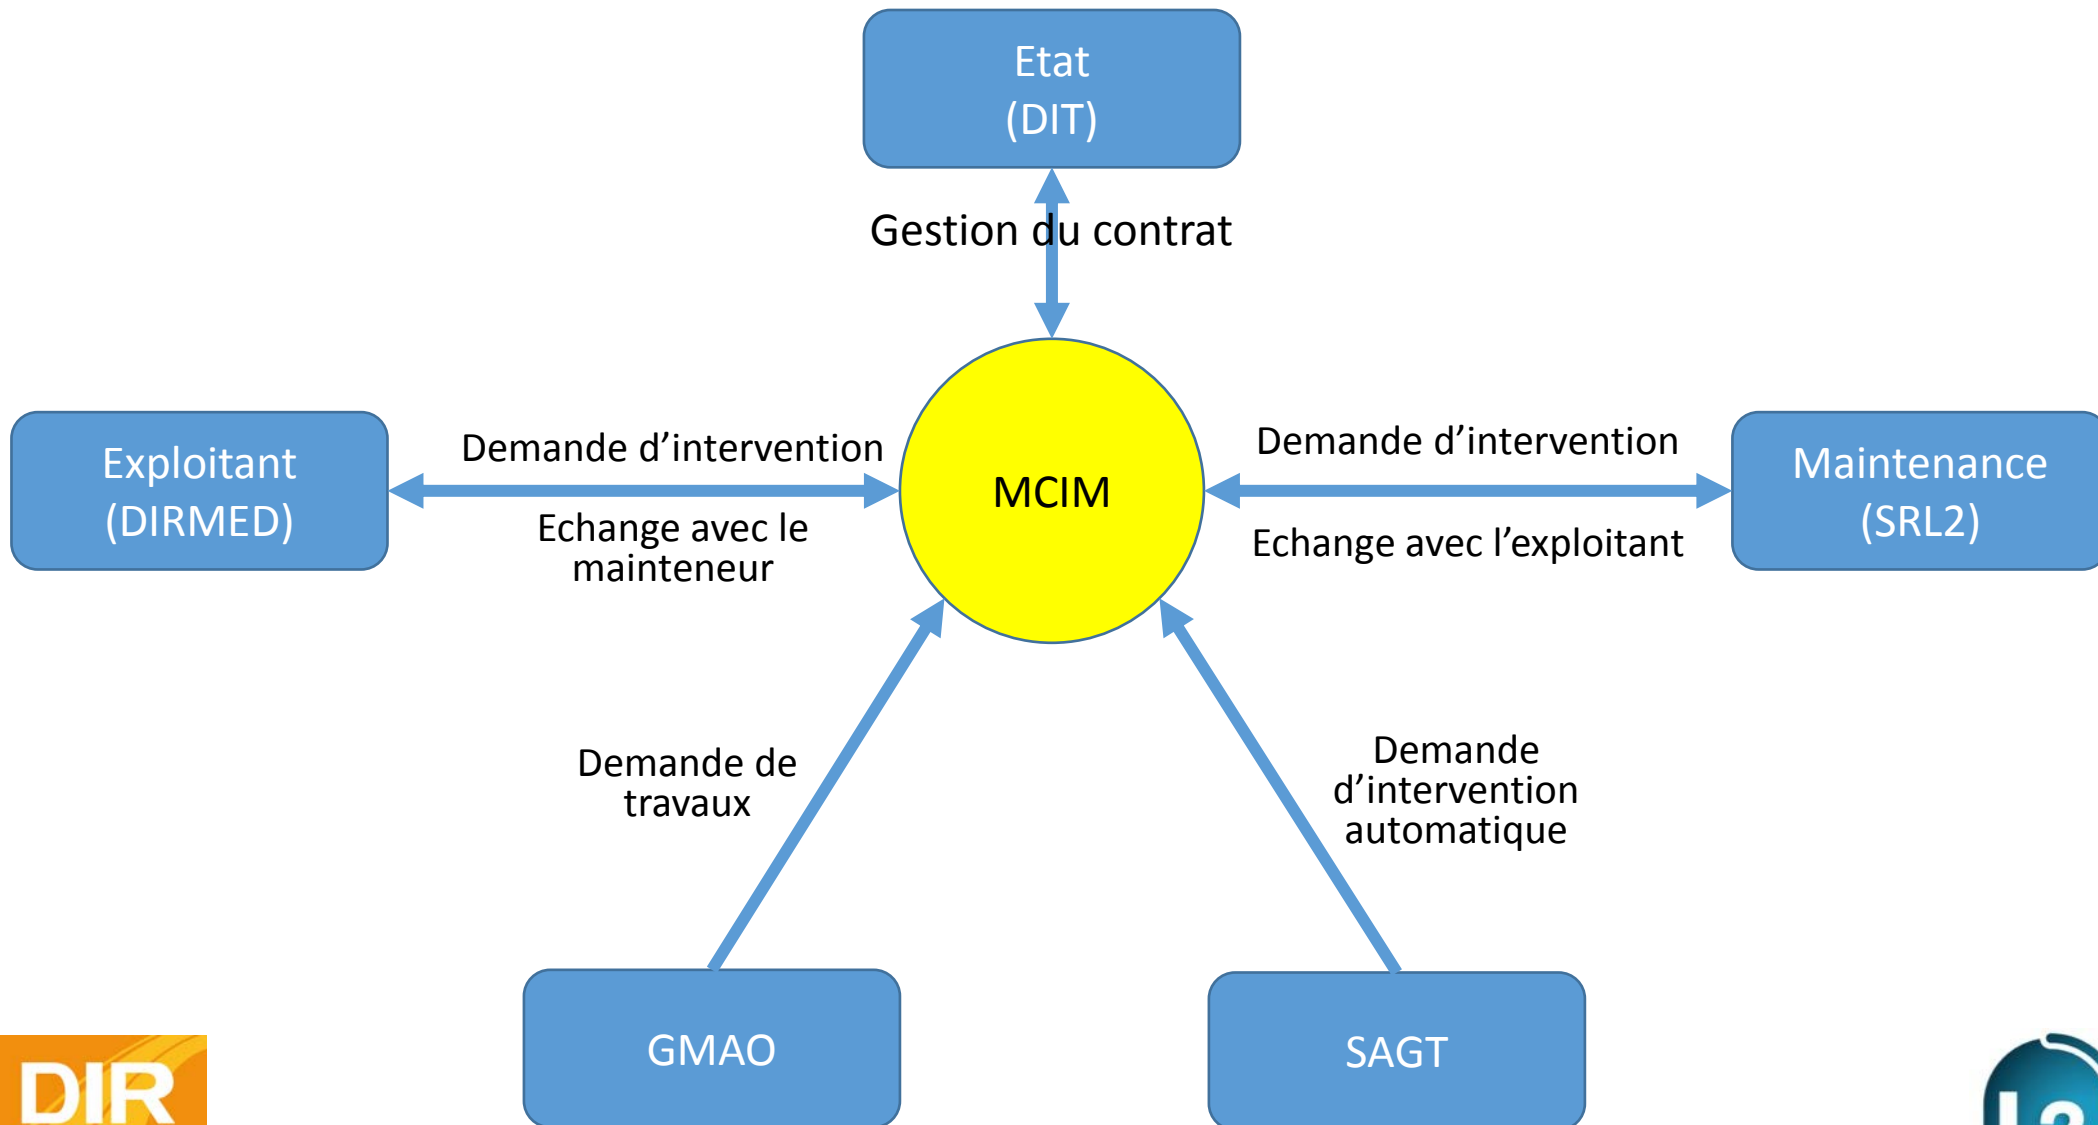 Etat
(DIT)
Gestion du contrat
Exploitant
(DIRMED)
Demande d’intervention
Echange avec le
mainteneur
MCIM
Demande d’intervention
Echange avec l’exploitant
Maintenance
(SRL2)
Demande de
travaux
Demande
d’intervention
automatique
GMAO
SAGT
DIR